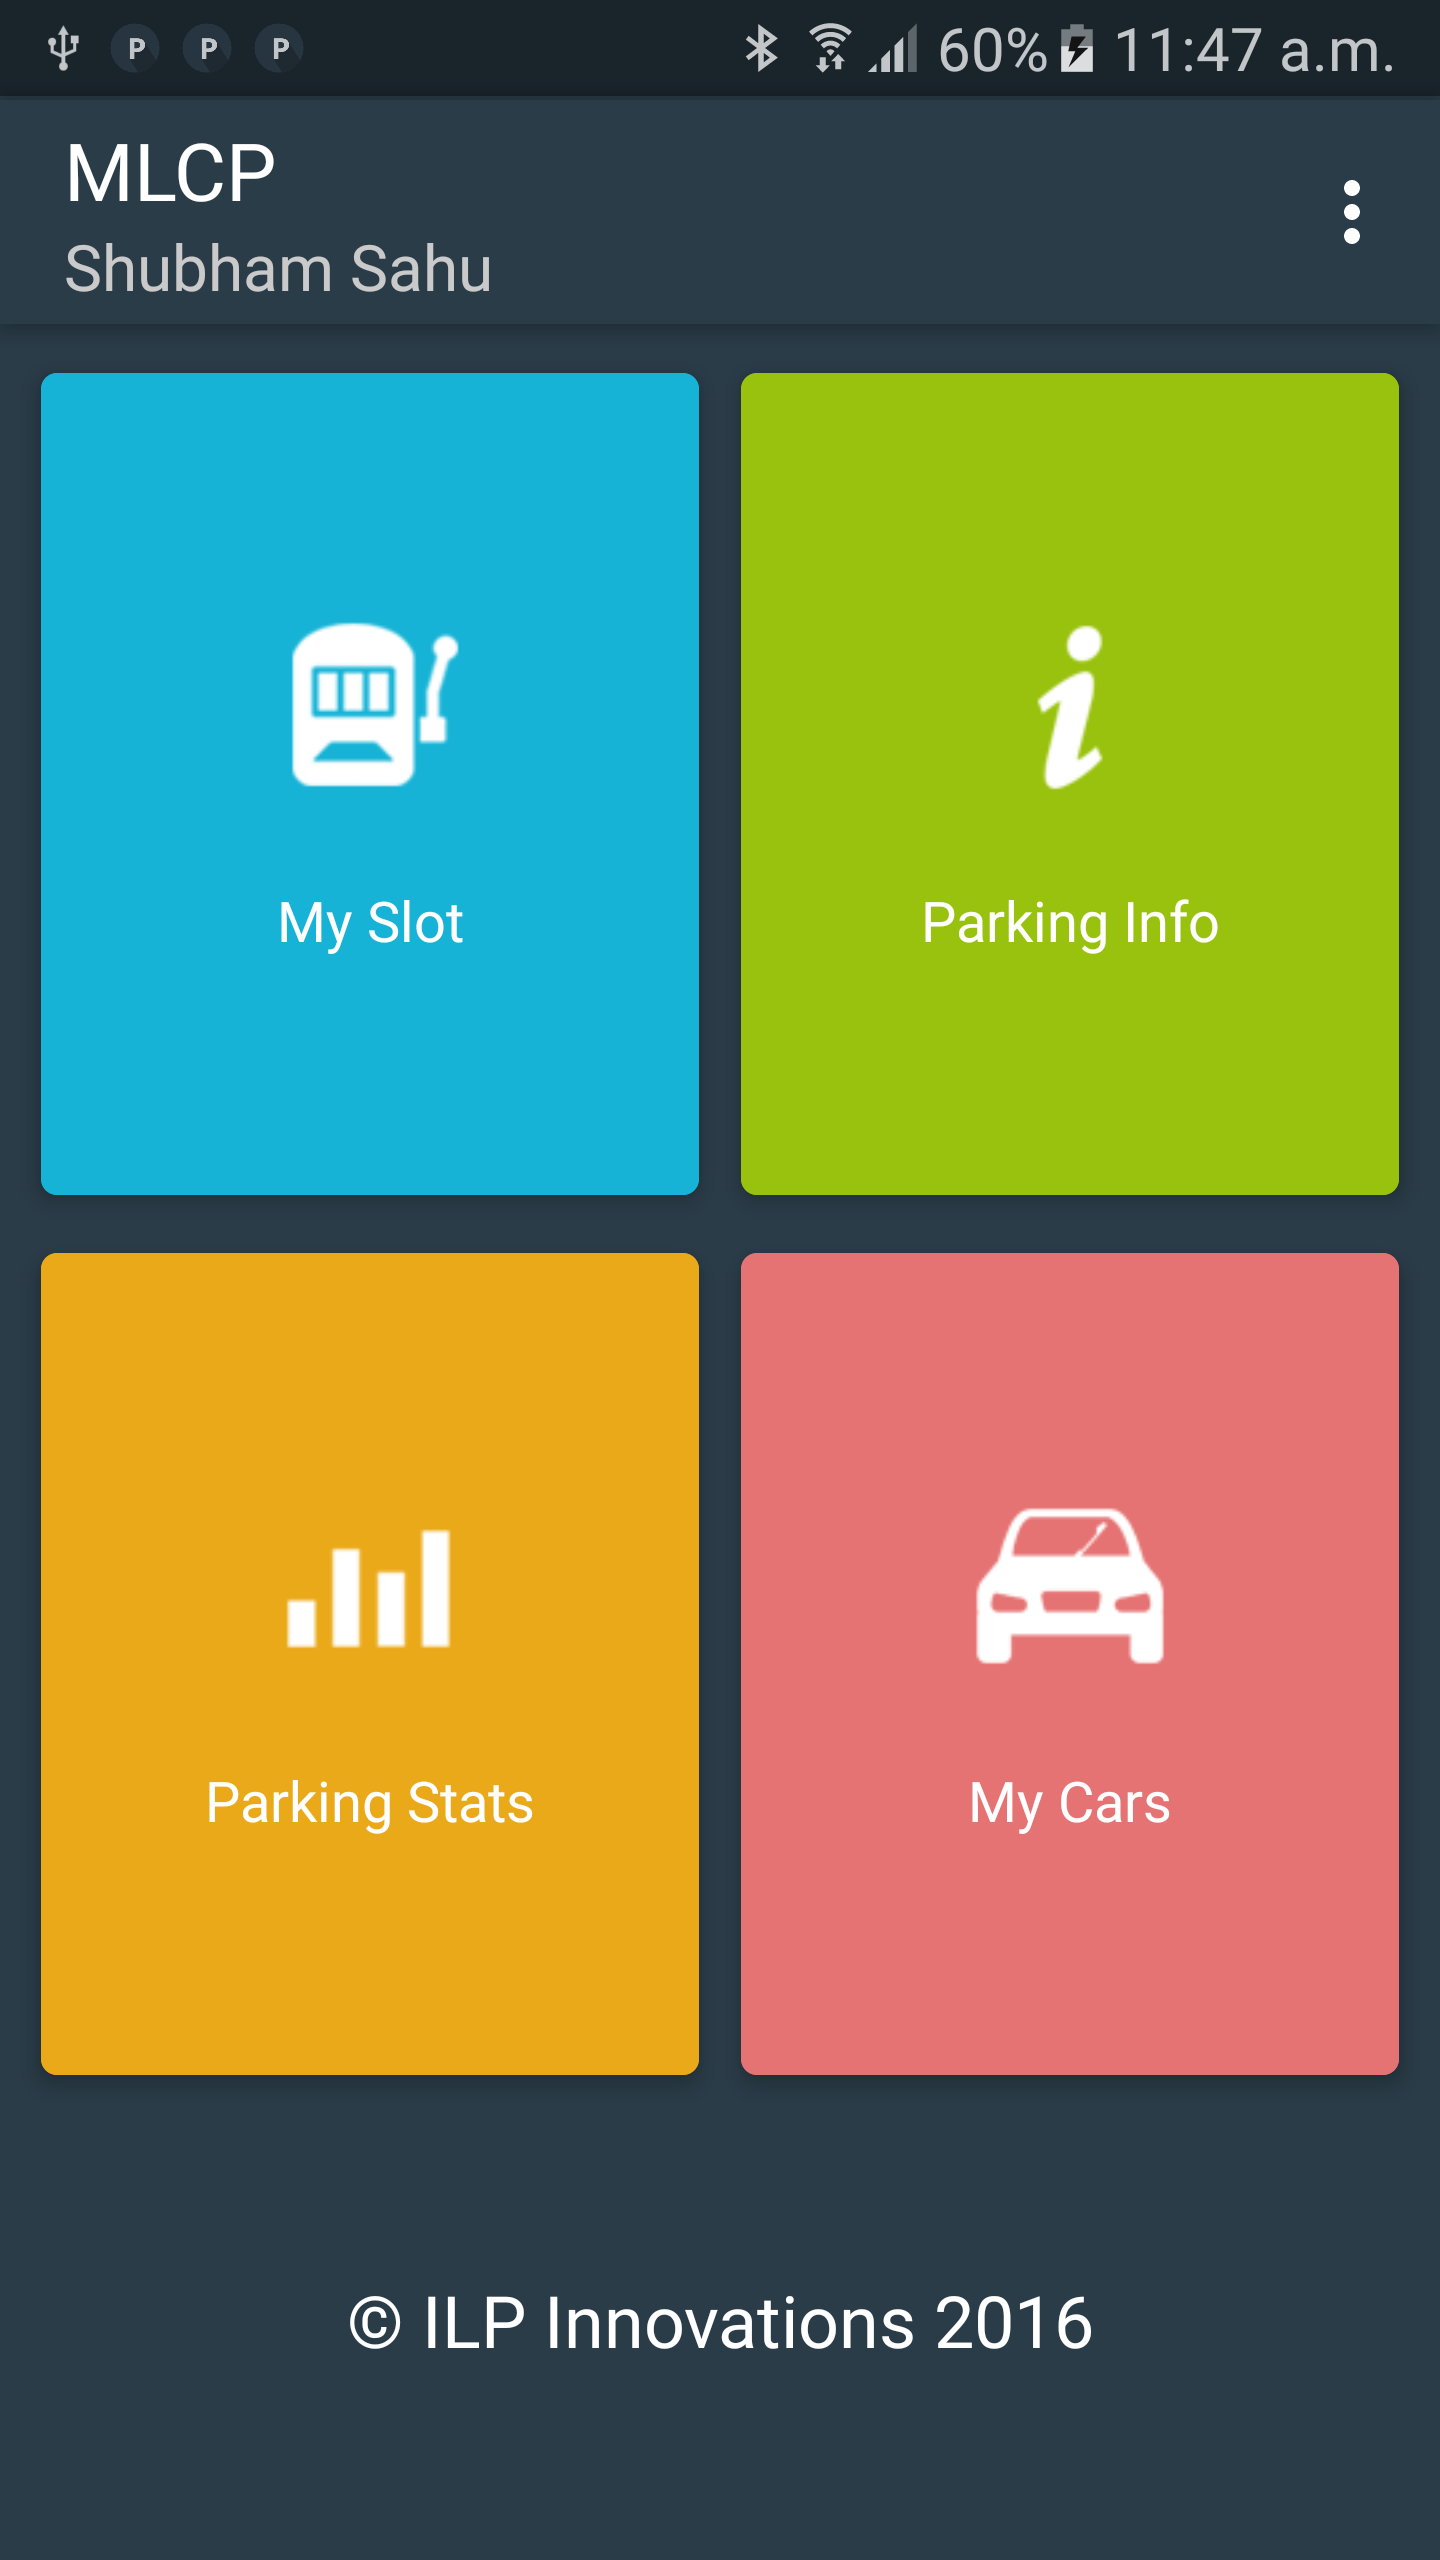 P P P 60% 11:47 a.m.
MLCP
Shubham Sahu
My Slot
Parking Info
Parking Stats
My Cars
© ILP Innovations 2016